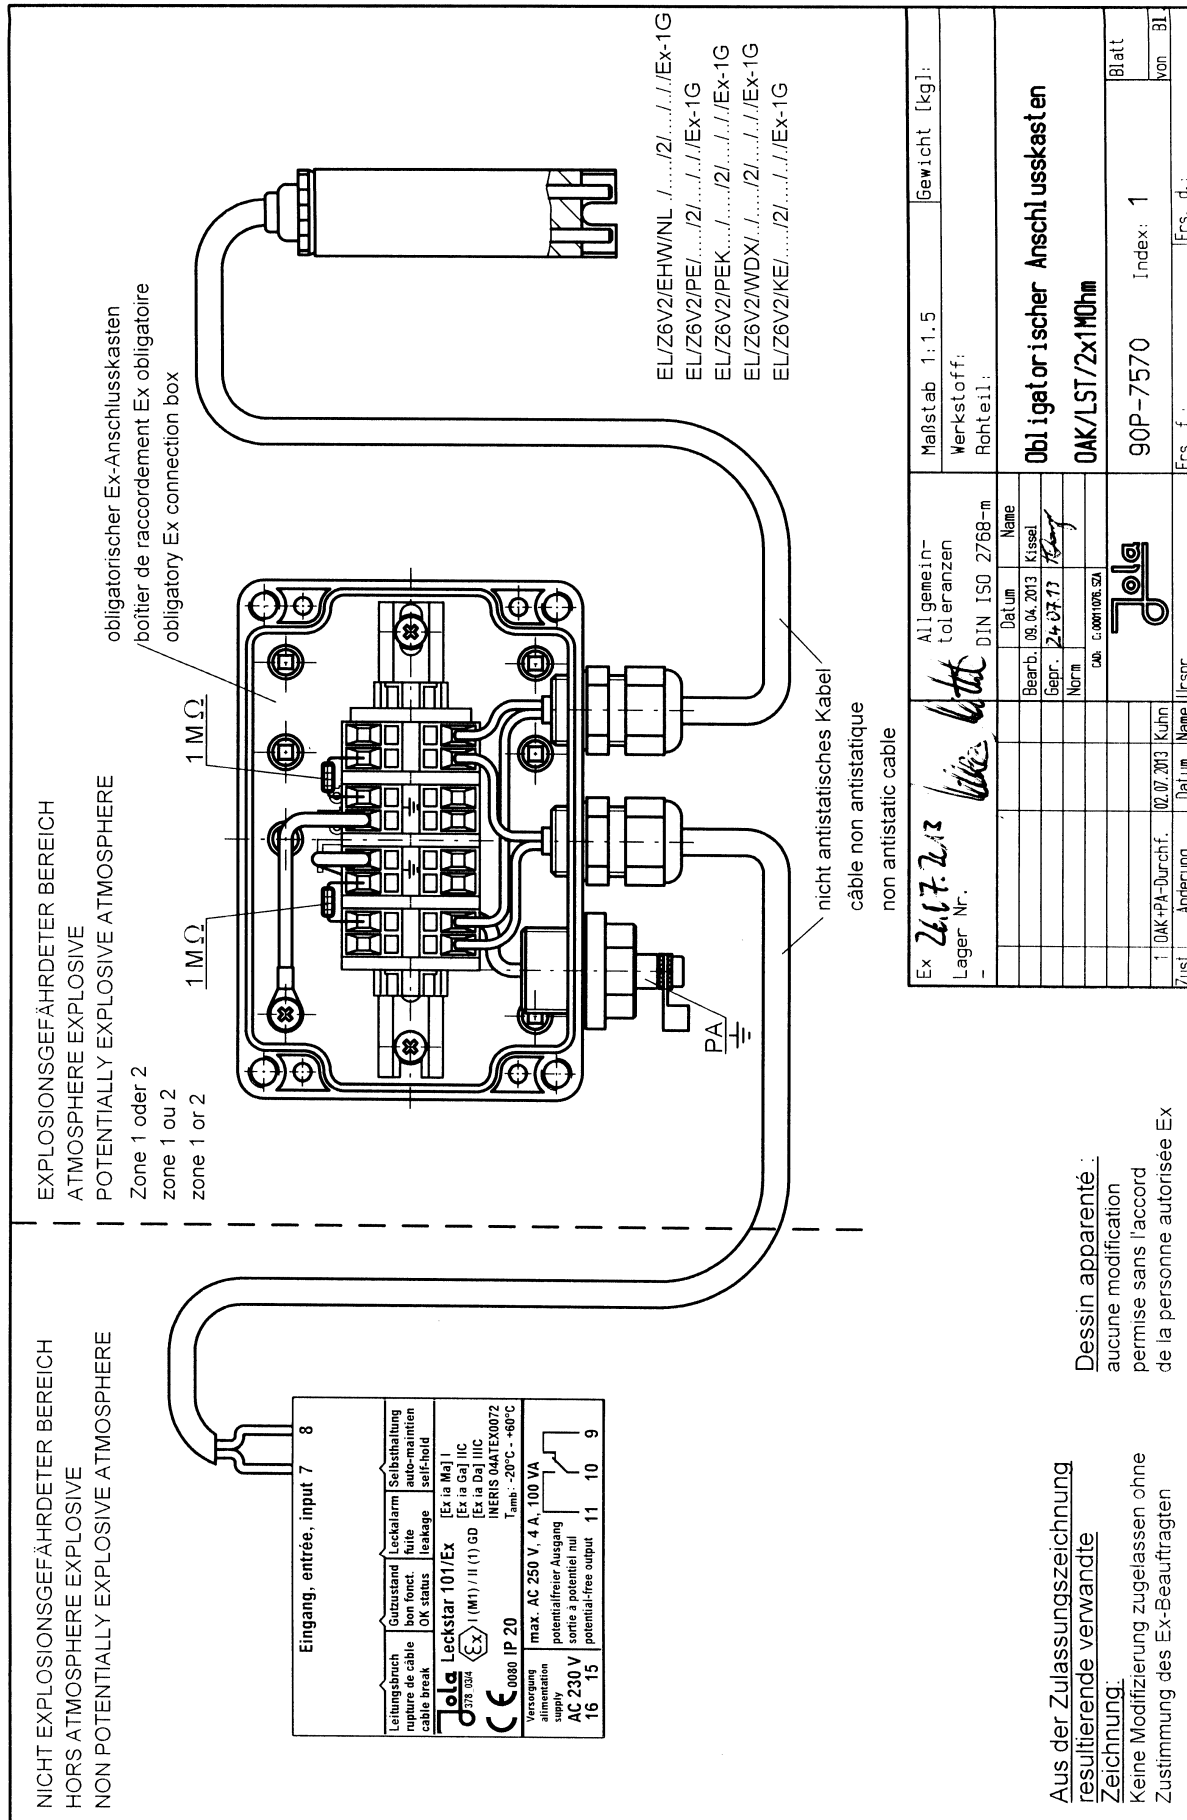 NICHT EXPLOSIONSGEFÄHRDETER BEREICH
HORS ATMOSPHERE EXPLOSIVE
NON POTENTIALLY EXPLOSIVE ATMOSPHERE
EXPLOSIONSGEFÄHRDETER BEREICH
ATMOSPHERE EXPLOSIVE
POTENTIALLY EXPLOSIVE ATMOSPHERE
Zone 1 oder 2
zone 1 ou 2
zone 1 or 2
obligatorischer Ex-Anschlusskasten
boîtier de raccordement Ex obligatoire
obligatory Ex connection box
1 MΩ
1 MΩ
Eingang, entrée, input 7 8
Leitungsbruch
rupture de câble
cable break
Gutzustand
bon fonct.
OK status
Leckalarm
fuite
leakage
Selbsthaltung
auto-maintien
self-hold
Jola Leckstar 101/Ex
378_03/4
Ex I (M1) / II (1) GD
CE 0080 IP 20
[Ex ia Ma] I
[Ex ia Ga] IIC
[Ex ia Da] IIIC
INERIS 04ATEX0072
Tamb: -20°C - +60°C
Versorgung
alimentation
supply
AC 230 V
16 15
max. AC 250 V, 4 A, 100 VA
potentialfreier Ausgang
sortie à potentiel nul
potential-free output
11 10 9
PA
nicht antistatisches Kabel
câble non antistatique
non antistatic cable
EL/Z6V2/EHW/NL ./...../2/..././././Ex-1G
EL/Z6V2/PE/...../2/..././././Ex-1G
EL/Z6V2/PEK.../...../2/..././././Ex-1G
EL/Z6V2/WDX/../...../2/..././././Ex-1G
EL/Z6V2/KE/...../2/..././././Ex-1G
Aus der Zulassungszeichnung
resultierende verwandte
Zeichnung:
Keine Modifizierung zugelassen ohne
Zustimmung des Ex-Beauftragten
Dessin apparenté :
aucune modification
permise sans l'accord
de la personne autorisée Ex
Ex 26.07.2013
Lager Nr.
-
Allgemein-
toleranzen
DIN ISO 2768-m
Maßstab 1:1.5
Gewicht [kg]:
Werkstoff:
Rohteil:
Datum Name
Bearb. 09.04.2013 Kissel
Gepr. 24.07.13
Norm
CAD: C:00011076.SZA
Jola
Obligatorischer Anschlusskasten
OAK/LST/2x1MOhm
90P-7570 Index: 1
Blatt
von Bl.
1 OAK+PA-Durchf. 02.07.2013 Kuhn
Zust. Änderung Datum Name Urspr.
Ers. f.:
Ers. d.: